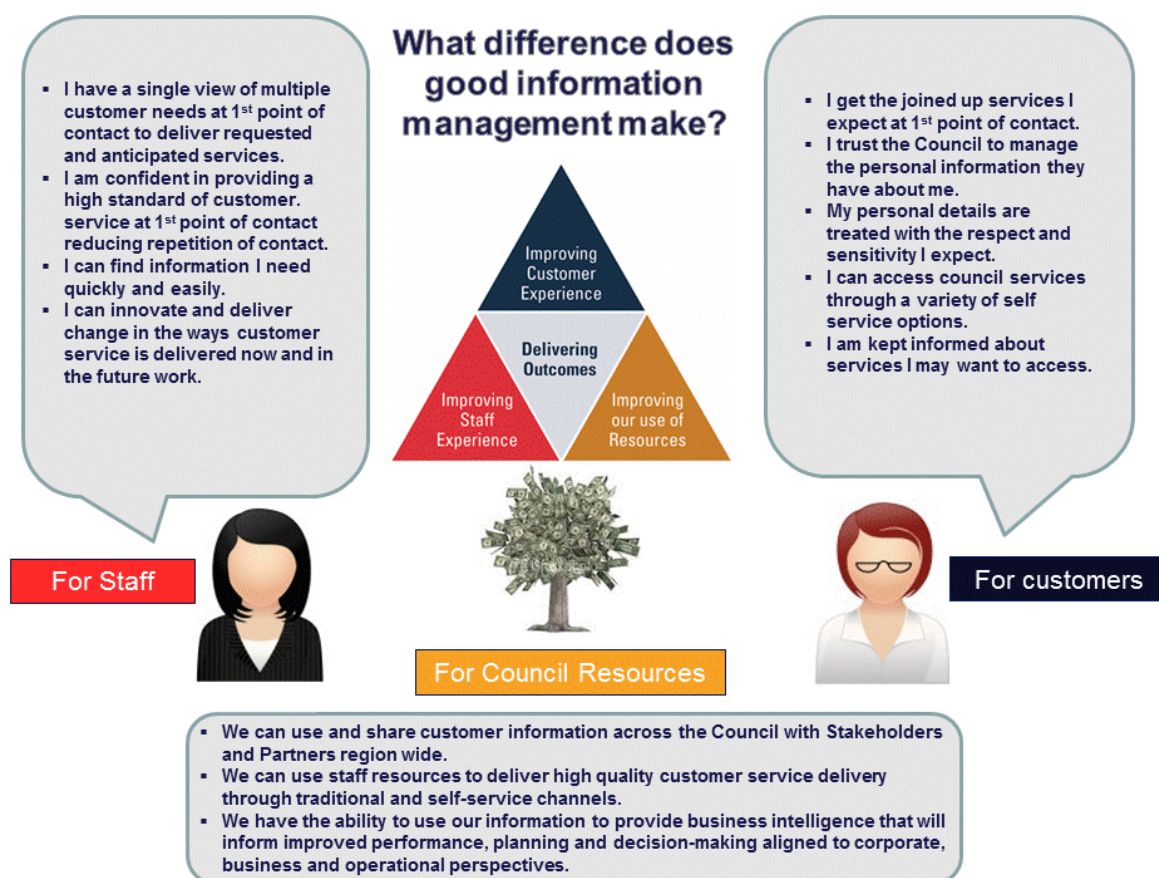 What difference does
good information
management make?
▪ I have a single view of multiple
customer needs at 1st point of
contact to deliver requested
and anticipated services.
▪ I am confident in providing a
high standard of customer.
service at 1st point of contact
reducing repetition of contact.
▪ I can find information I need
quickly and easily.
▪ I can innovate and deliver
change in the ways customer
service is delivered now and in
the future work.
Improving
Customer
Experience
Delivering
Outcomes
Improving
Staff
Experience
Improving
our use of
Resources
▪ I get the joined up services I
expect at 1st point of contact.
▪ I trust the Council to manage
the personal information they
have about me.
▪ My personal details are
treated with the respect and
sensitivity I expect.
▪ I can access council services
through a variety of self
service options.
▪ I am kept informed about
services I may want to access.
For Staff
For customers
For Council Resources
▪ We can use and share customer information across the Council with Stakeholders
and Partners region wide.
▪ We can use staff resources to deliver high quality customer service delivery
through traditional and self-service channels.
▪ We have the ability to use our information to provide business intelligence that will
inform improved performance, planning and decision-making aligned to corporate,
business and operational perspectives.